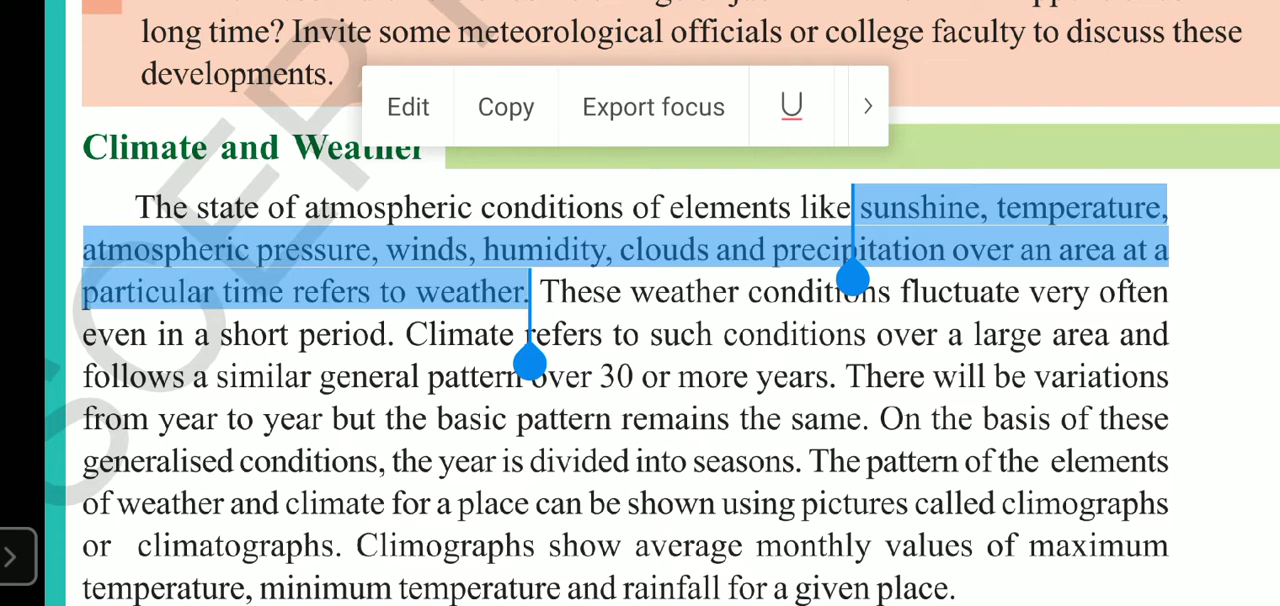 long time? Invite some meteorological officials or college faculty to discuss these
developments.
Edit Copy Export focus U >
Climate and Weather
The state of atmospheric conditions of elements like sunshine, temperature,
atmospheric pressure, winds, humidity, clouds and precipitation over an area at a
particular time refers to weather. These weather conditions fluctuate very often
even in a short period. Climate refers to such conditions over a large area and
follows a similar general pattern over 30 or more years. There will be variations
from year to year but the basic pattern remains the same. On the basis of these
generalised conditions, the year is divided into seasons. The pattern of the elements
of weather and climate for a place can be shown using pictures called climographs
or climatographs. Climographs show average monthly values of maximum
temperature, minimum temperature and rainfall for a given place.